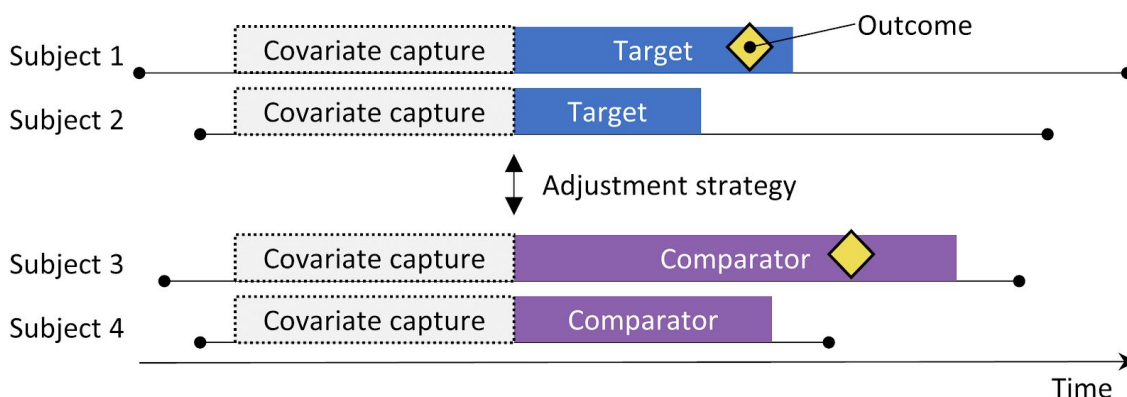 Outcome
Subject 1 Covariate capture Target
Subject 2 Covariate capture Target
Adjustment strategy
Subject 3 Covariate capture Comparator
Subject 4 Covariate capture Comparator
Time